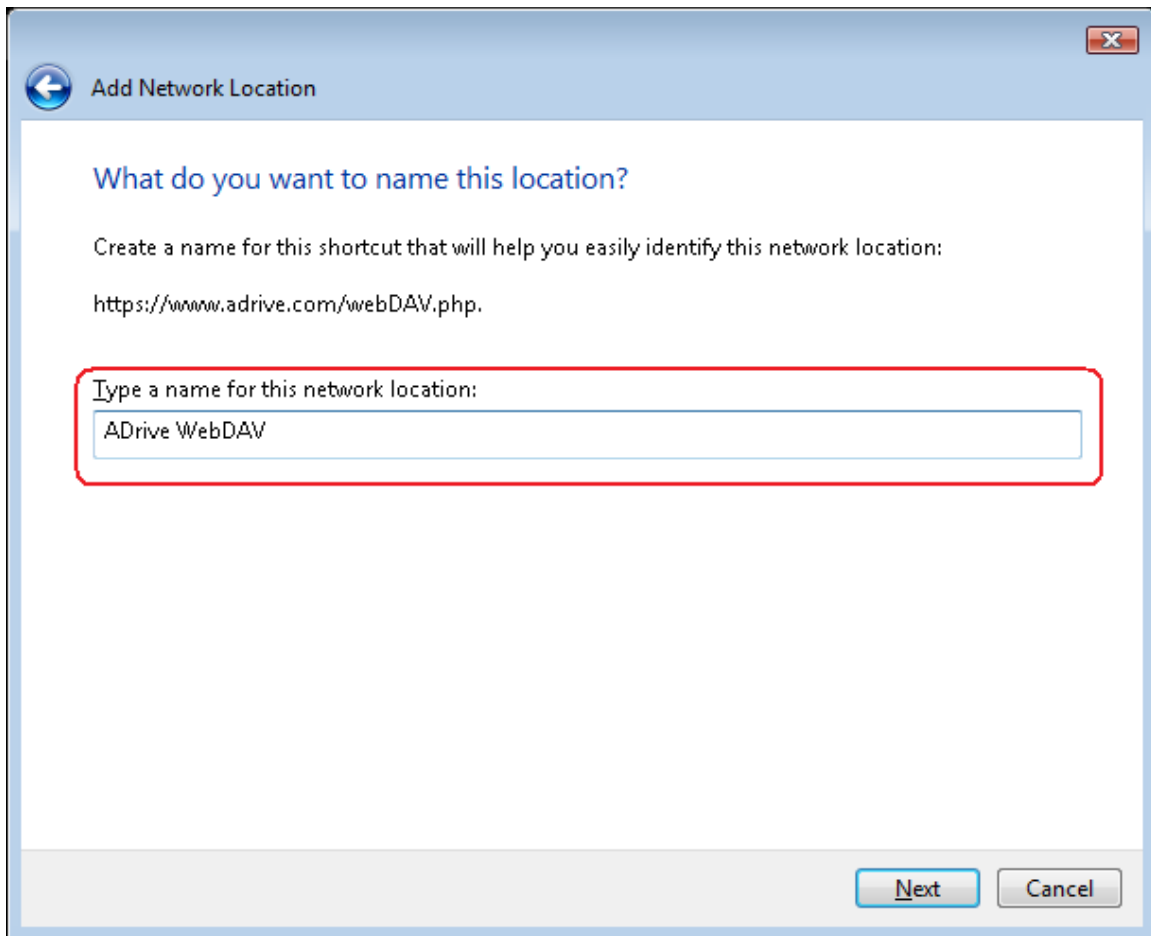 Add Network Location
What do you want to name this location?
Create a name for this shortcut that will help you easily identify this network location:
https://www.adrive.com/webDAV.php.
Type a name for this network location:
ADrive WebDAV
Next
Cancel